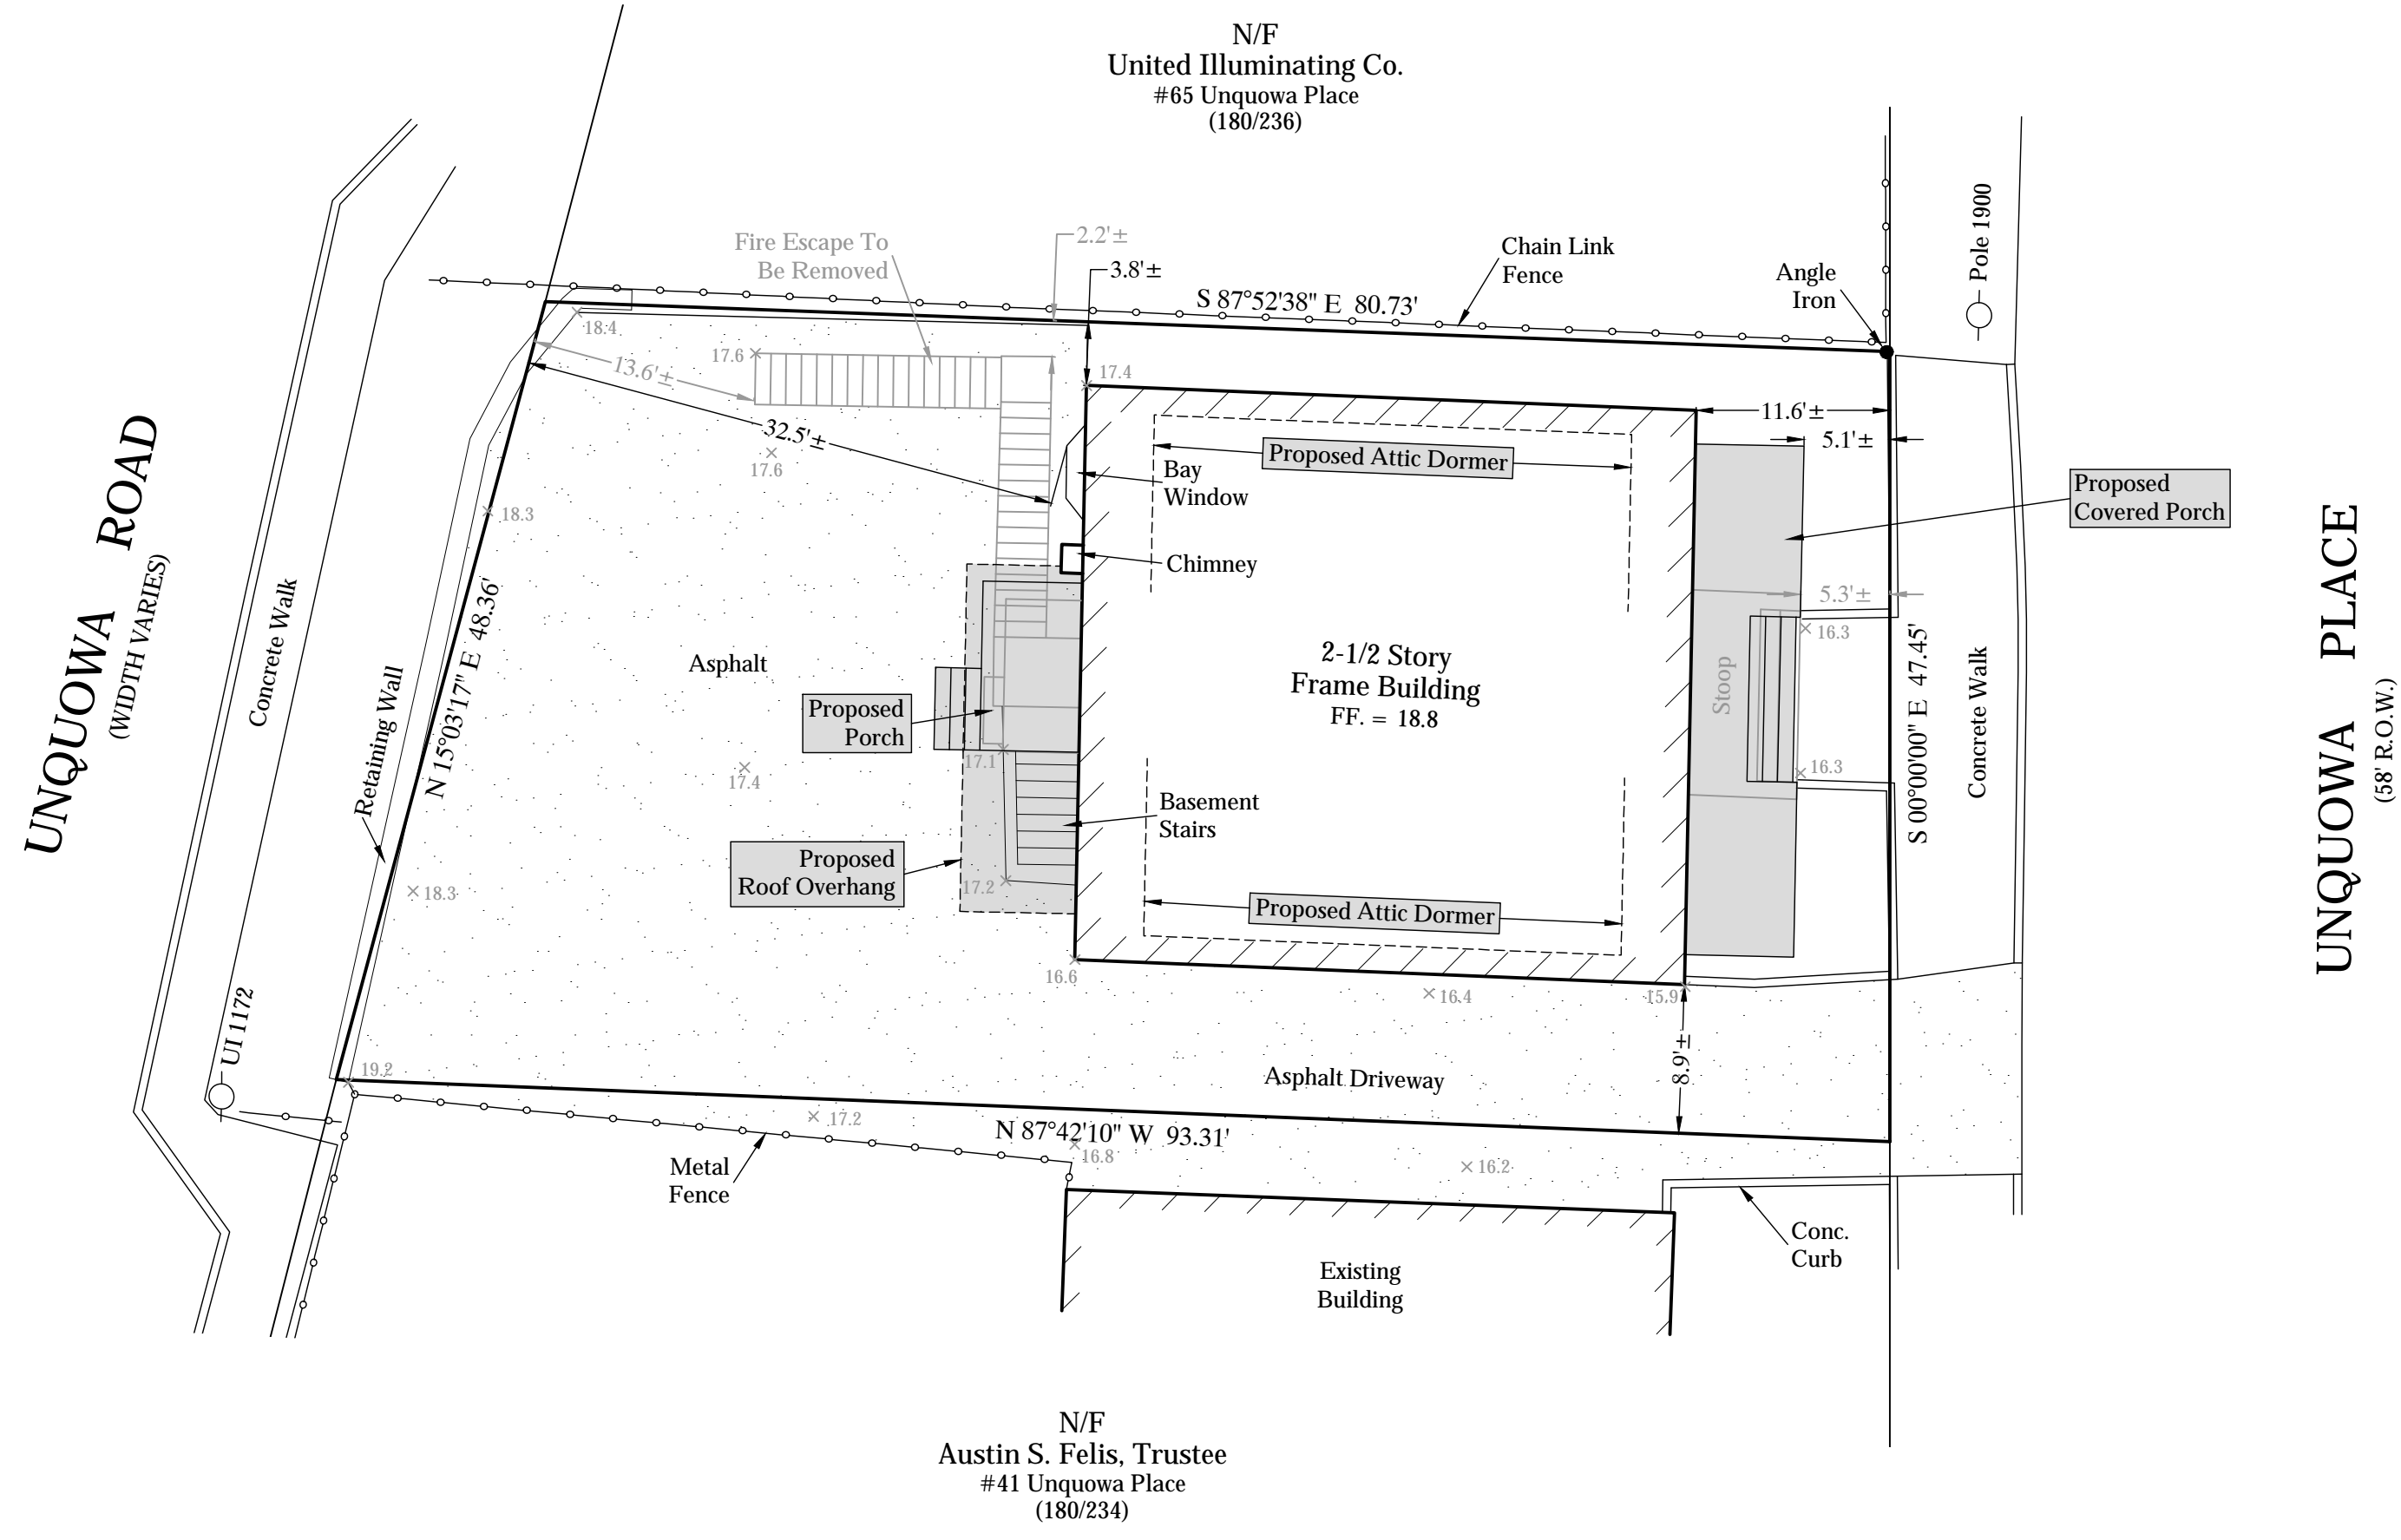 N/F
United Illuminating Co.
#65 Unquowa Place
(180/236)
Pole 1900
Fire Escape To
Be Removed
2.2'±
3.8'±
Chain Link
Fence
Angle
Iron
S 87°52'38" E  80.73'
18.4
17.6
13.6'±
17.4
32.5'±
17.6
11.6'±
5.1'±
Proposed Attic Dormer
Bay
Window
Proposed
Covered Porch
18.3
Chimney
5.3'±
16.3
UNQUOWA ROAD
(WIDTH VARIES)
Concrete Walk
Retaining Wall
N 15°03'17" E  48.36'
Asphalt
2-1/2 Story
Frame Building
FF. = 18.8
Stoop
S 00°00'00" E  47.45'
Concrete Walk
UNQUOWA PLACE
(58' R.O.W.)
Proposed
Porch
17.1
17.4
16.3
Basement
Stairs
Proposed
Roof Overhang
17.2
18.3
Proposed Attic Dormer
16.6
16.4
15.9
UI 1172
19.2
8.9'±
Asphalt Driveway
17.2
N 87°42'10" W  93.31'
16.8
16.2
Metal
Fence
Conc.
Curb
Existing
Building
N/F
Austin S. Felis, Trustee
#41 Unquowa Place
(180/234)